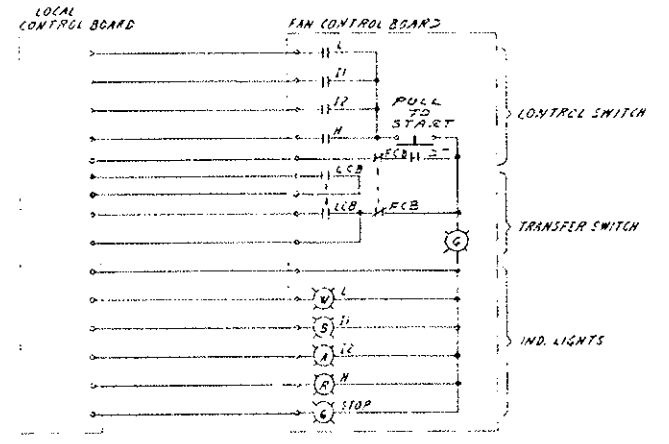 LOCAL
CONTROL BOARD
FAN CONTROL BOARD
L
I1
I2
PULL
TO
START
H
CONTROL SWITCH
FCB
LCB
LCB
FCB
TRANSFER SWITCH
G
W L
S I1
A I2
IND. LIGHTS
R H
G STOP